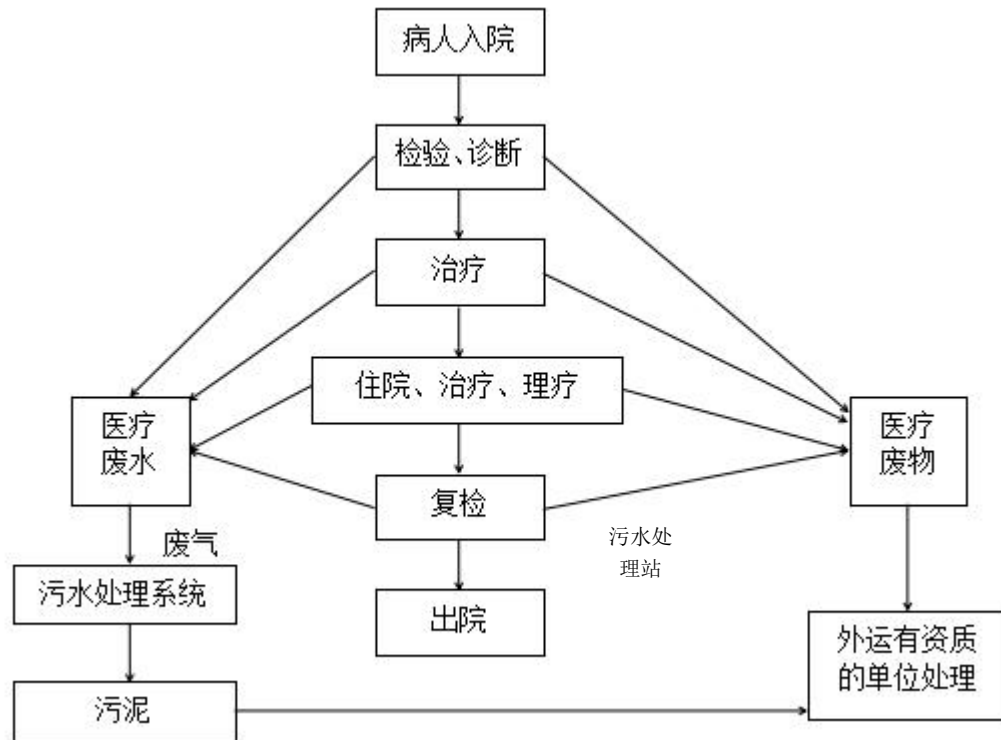 病人入院
检验、诊断
治疗
住院、治疗、理疗
医疗
废水
医疗
废物
复检
废气
污水处
理站
污水处理系统
出院
外运有资质
的单位处理
污泥